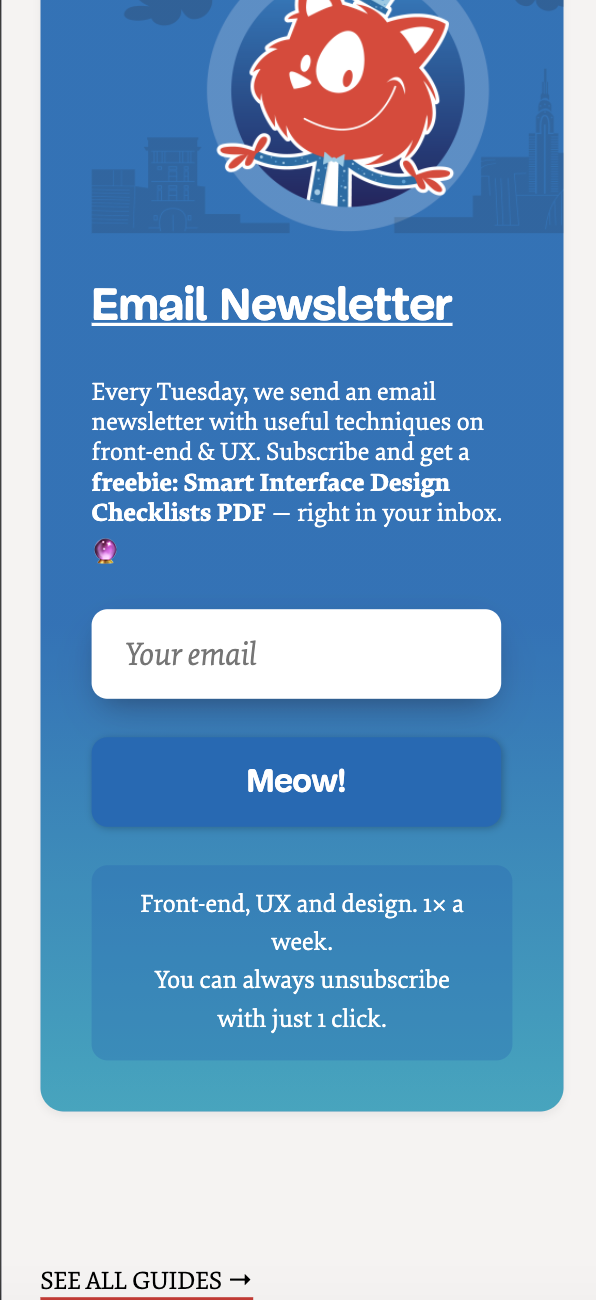 Email Newsletter
Every Tuesday, we send an email
newsletter with useful techniques on
front-end & UX. Subscribe and get a
freebie: Smart Interface Design
Checklists PDF — right in your inbox.
🔮
Your email
Meow!
Front-end, UX and design. 1× a
week.
You can always unsubscribe
with just 1 click.
SEE ALL GUIDES →